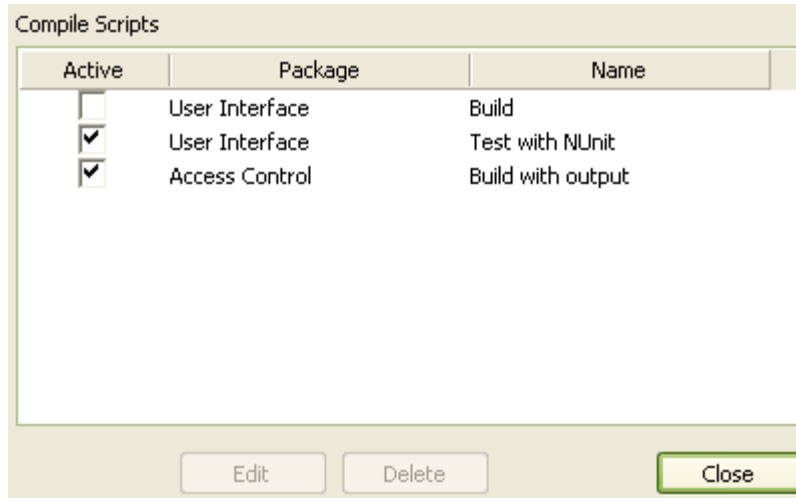 Compile Scripts
Active Package Name
User Interface Build
User Interface Test with NUnit
Access Control Build with output
Edit Delete Close